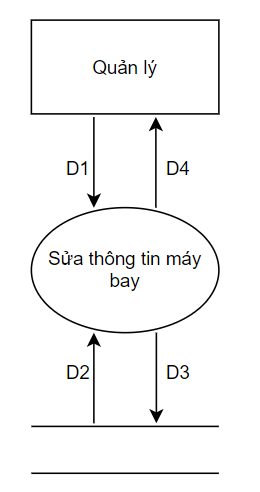 Quản lý
D1
D4
Sửa thông tin máy
bay
D2
D3